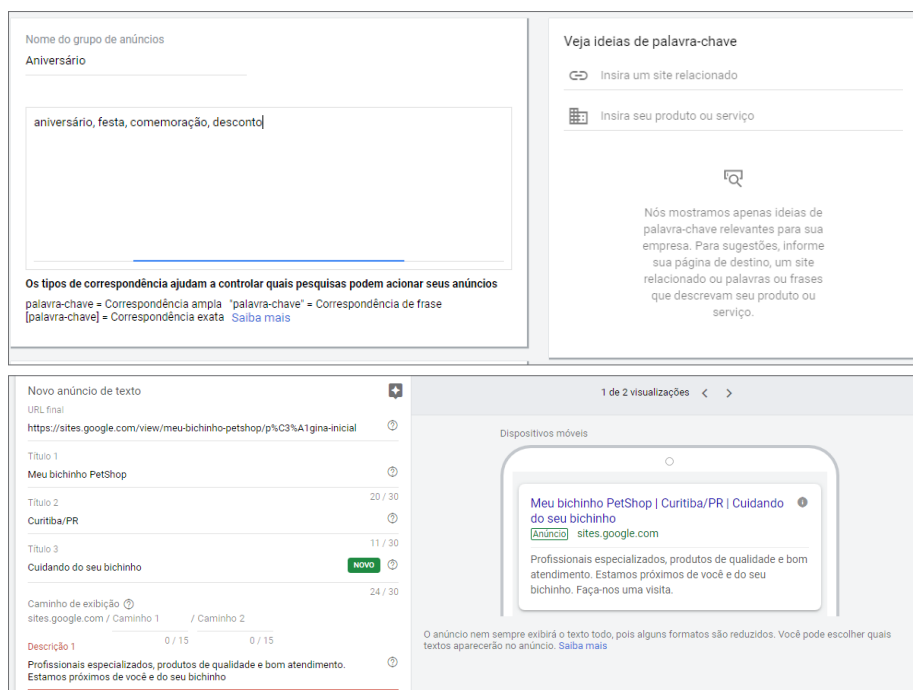 Nome do grupo de anúncios
Aniversário
aniversário, festa, comemoração, desconto
Os tipos de correspondência ajudam a controlar quais pesquisas podem acionar seus anúncios
palavra-chave = Correspondência ampla "palavra-chave" = Correspondência de frase
[palavra-chave] = Correspondência exata Saiba mais
Veja ideias de palavra-chave
Insira um site relacionado
Insira seu produto ou serviço
Nós mostramos apenas ideias de
palavra-chave relevantes para sua
empresa. Para sugestões, informe
sua página de destino, um site
relacionado ou palavras ou frases
que descrevam seu produto ou
serviço.
Novo anúncio de texto
URL final
https://sites.google.com/view/meu-bichinho-petshop/p%C3%A1gina-inicial
Título 1
Meu bichinho PetShop
20 / 30
Título 2
Curitiba/PR
11 / 30
Título 3
Cuidando do seu bichinho
NOVO
24 / 30
Caminho de exibição
sites.google.com / Caminho 1 / Caminho 2
0 / 15 0 / 15
Descrição 1
Profissionais especializados, produtos de qualidade e bom atendimento.
Estamos próximos de você e do seu bichinho
1 de 2 visualizações
Dispositivos móveis
Meu bichinho PetShop | Curitiba/PR | Cuidando
do seu bichinho
Anúncio sites.google.com
Profissionais especializados, produtos de qualidade e bom
atendimento. Estamos próximos de você e do seu
bichinho. Faça-nos uma visita.
O anúncio nem sempre exibirá o texto todo, pois alguns formatos são reduzidos. Você pode escolher quais
textos aparecerão no anúncio. Saiba mais